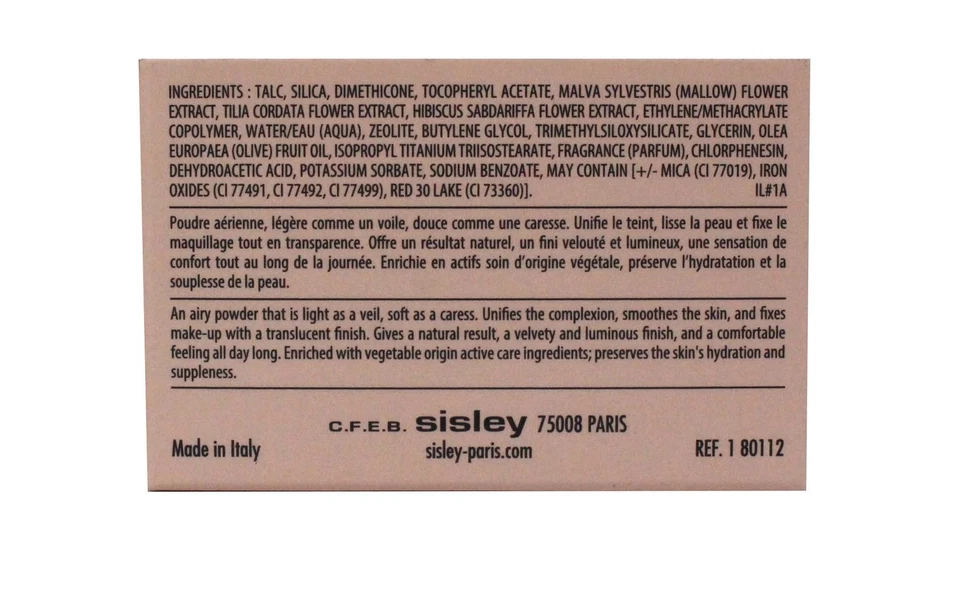 INGREDIENTS : TALC, SILICA, DIMETHICONE, TOCOPHERYL ACETATE, MALVA SYLVESTRIS (MALLOW) FLOWER
EXTRACT, TILIA CORDATA FLOWER EXTRACT, HIBISCUS SABDARIFFA FLOWER EXTRACT, ETHYLENE/METHACRYLATE
COPOLYMER, WATER/EAU (AQUA), ZEOLITE, BUTYLENE GLYCOL, TRIMETHYLSILOXYSILICATE, GLYCERIN, OLEA
EUROPAEA (OLIVE) FRUIT OIL, ISOPROPYL TITANIUM TRIISOSTEARATE, FRAGRANCE (PARFUM), CHLORPHENESIN,
DEHYDROACETIC ACID, POTASSIUM SORBATE, SODIUM BENZOATE, MAY CONTAIN [+/- MICA (CI 77019), IRON
OXIDES (CI 77491, CI 77492, CI 77499), RED 30 LAKE (CI 73360)]. IL#1A
Poudre aérienne, légère comme un voile, douce comme une caresse. Unifie le teint, lisse la peau et fixe le
maquillage tout en transparence. Offre un résultat naturel, un fini velouté et lumineux, une sensation de
confort tout au long de la journée. Enrichie en actifs soin d'origine végétale, préserve l'hydratation et la
souplesse de la peau.
An airy powder that is light as a veil, soft as a caress. Unifies the complexion, smoothes the skin, and fixes
make-up with a translucent finish. Gives a natural result, a velvety and luminous finish, and a comfortable
feeling all day long. Enriched with vegetable origin active care ingredients; preserves the skin's hydration and
suppleness.
C.F.E.B. sisley 75008 PARIS
Made in Italy sisley-paris.com REF. 1 80112